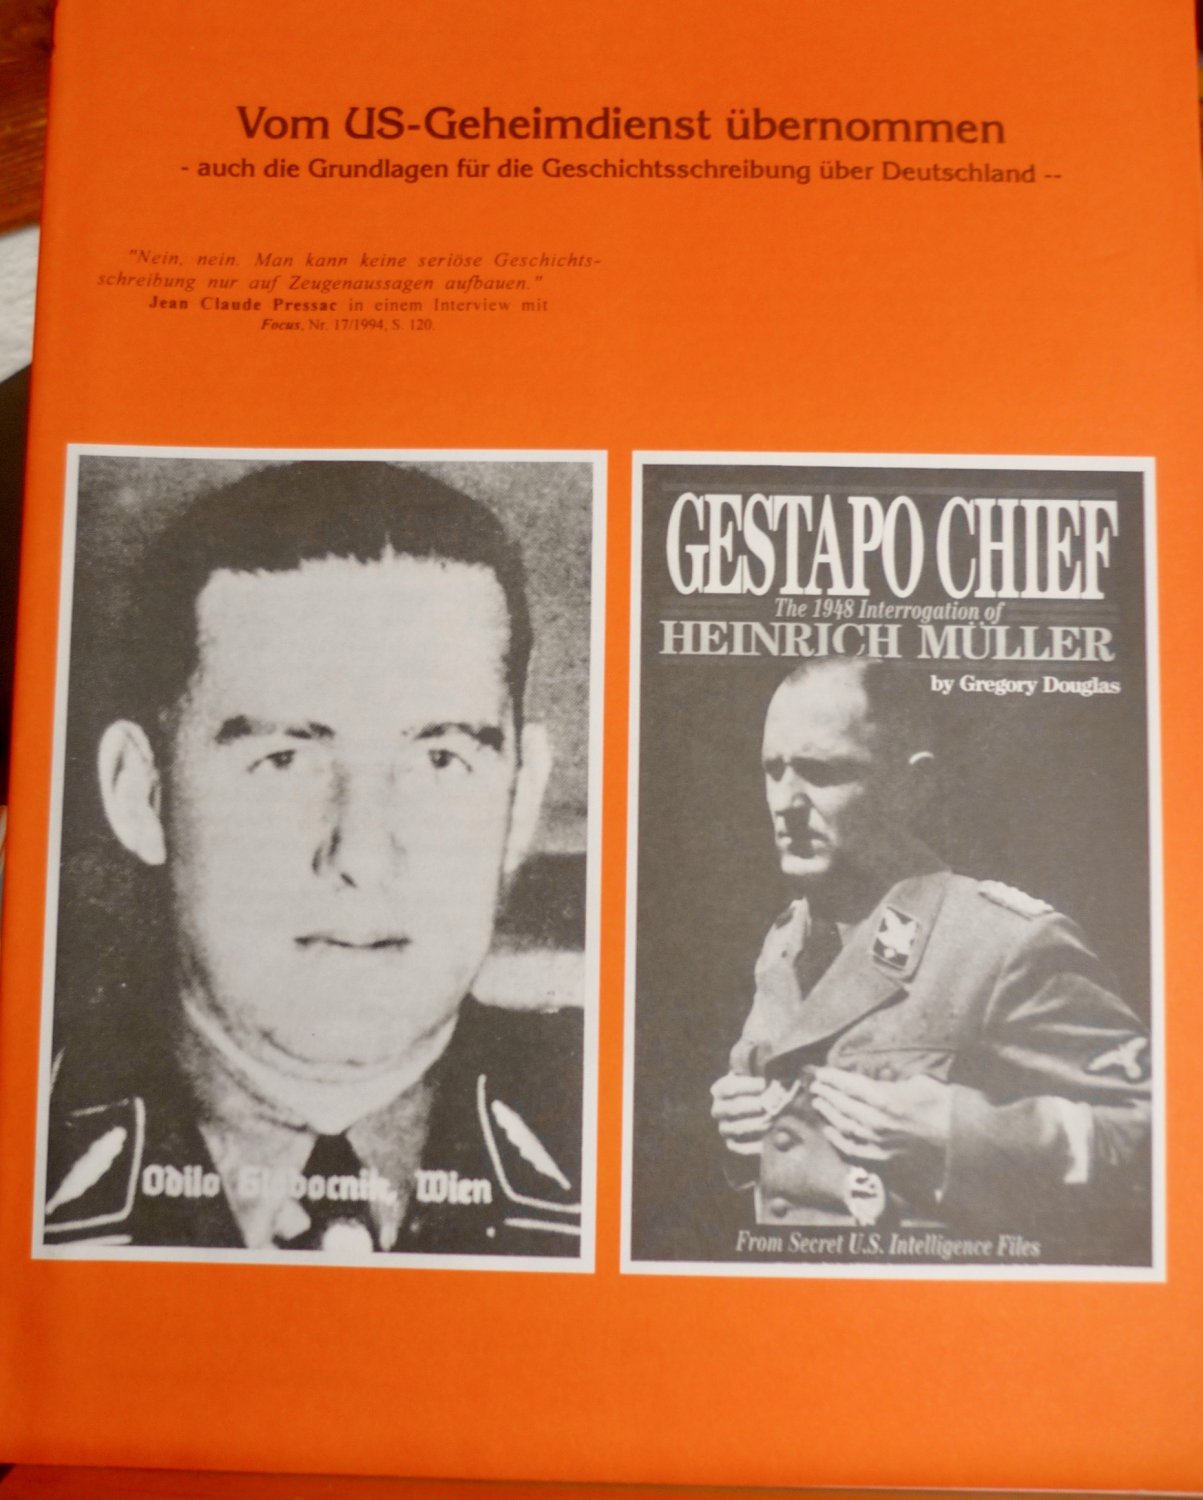 Vom US-Geheimdienst übernommen
- auch die Grundlagen für die Geschichtsschreibung über Deutschland --
"Nein, nein. Man kann keine seriöse Geschichts-
schreibung nur auf Zeugenaussagen aufbauen."
Jean Claude Pressac in einem Interview mit
Focus, Nr. 17/1994, S. 120.
Odilo Globocnik, Wien
GESTAPO CHIEF
The 1948 Interrogation of
HEINRICH MÜLLER
by Gregory Douglas
From Secret U.S. Intelligence Files